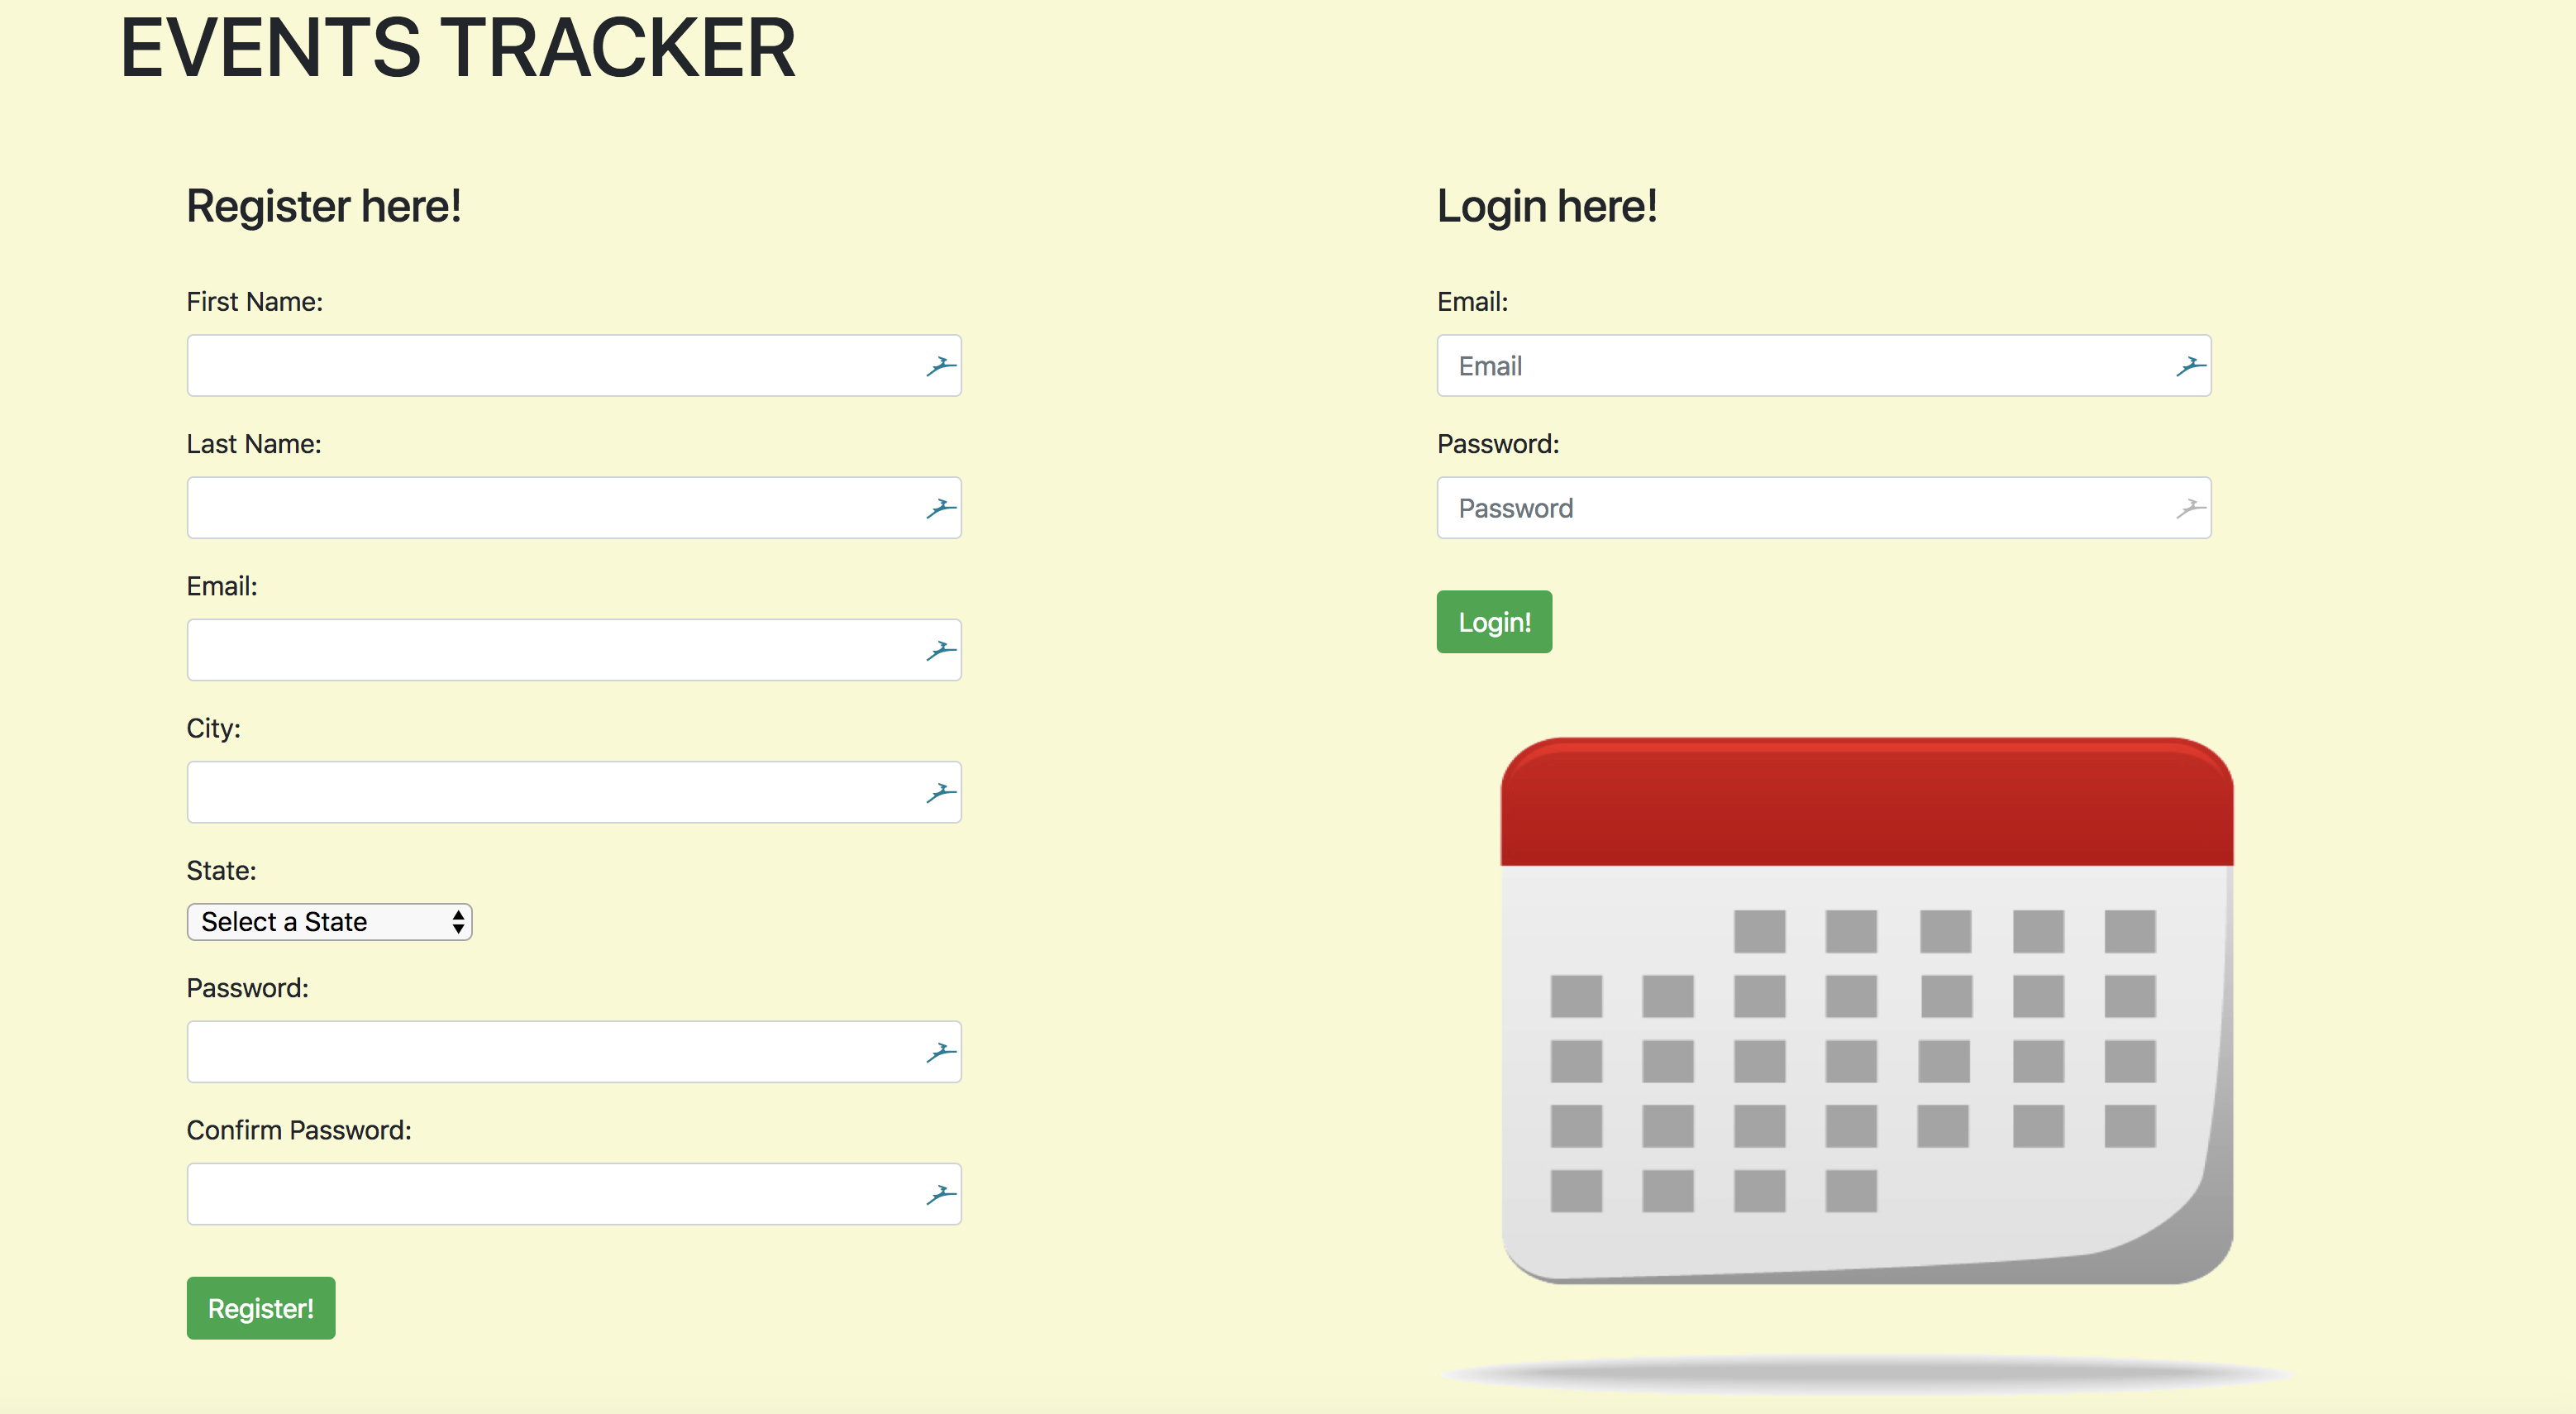 EVENTS TRACKER
Register here!
First Name:
Last Name:
Email:
City:
State:
Select a State
Password:
Confirm Password:
Register!
Login here!
Email:
Email
Password:
Password
Login!